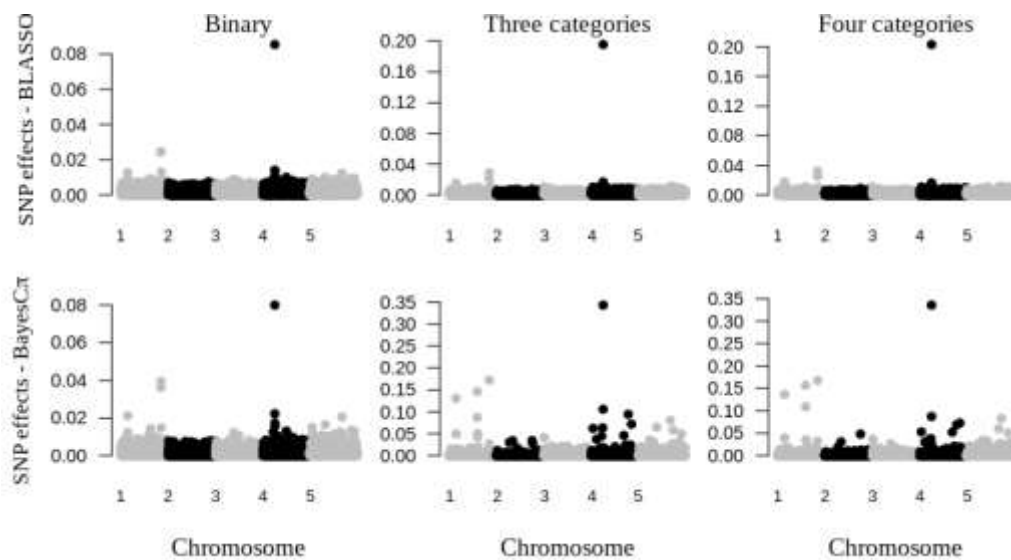 Binary
Three categories
Four categories
SNP effects - BLASSO
0.08
0.06
0.04
0.02
0.00
1 2 3 4 5
0.20
0.16
0.12
0.08
0.04
0.00
1 2 3 4 5
0.20
0.16
0.12
0.08
0.04
0.00
1 2 3 4 5
SNP effects - BayesCπ
0.08
0.06
0.04
0.02
0.00
1 2 3 4 5
0.35
0.30
0.25
0.20
0.15
0.10
0.05
0.00
1 2 3 4 5
0.35
0.30
0.25
0.20
0.15
0.10
0.05
0.00
1 2 3 4 5
Chromosome
Chromosome
Chromosome